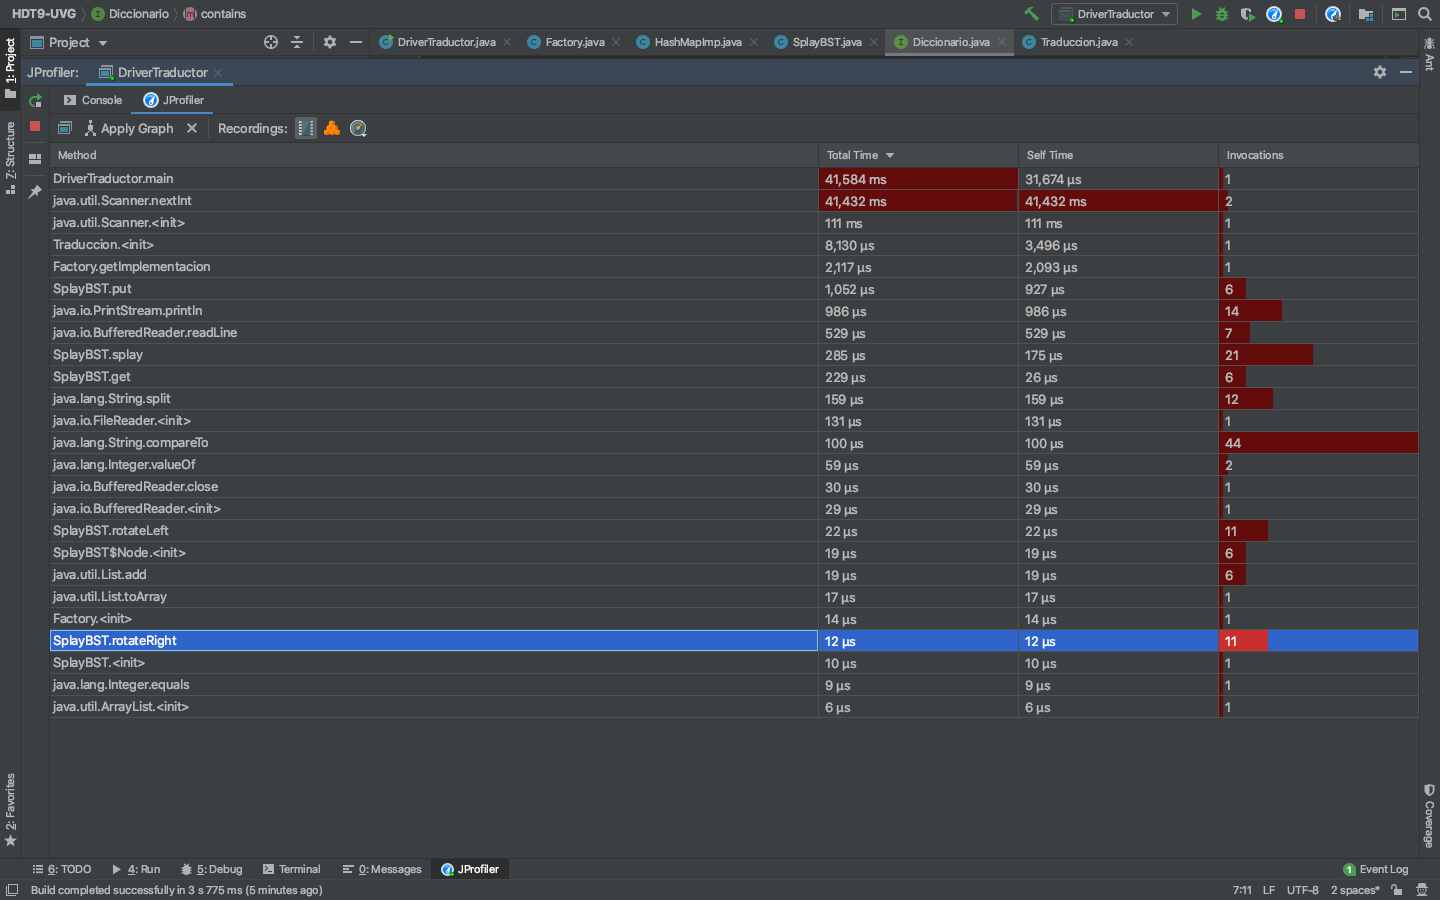 HDT9-UVG Diccionario contains DriverTraductor
Project DriverTraductor.java Factory.java HashMapImp.java SplayBST.java Diccionario.java Traduccion.java
JProfiler: DriverTraductor
Console JProfiler
Apply Graph Recordings:
Method Total Time Self Time Invocations
DriverTraductor.main 41,584 ms 31,674 µs 1
java.util.Scanner.nextInt 41,432 ms 41,432 ms 2
java.util.Scanner.<init> 111 ms 111 ms 1
Traduccion.<init> 8,130 µs 3,496 µs 1
Factory.getImplementacion 2,117 µs 2,093 µs 1
SplayBST.put 1,052 µs 927 µs 6
java.io.PrintStream.println 986 µs 986 µs 14
java.io.BufferedReader.readLine 529 µs 529 µs 7
SplayBST.splay 285 µs 175 µs 21
SplayBST.get 229 µs 26 µs 6
java.lang.String.split 159 µs 159 µs 12
java.io.FileReader.<init> 131 µs 131 µs 1
java.lang.String.compareTo 100 µs 100 µs 44
java.lang.Integer.valueOf 59 µs 59 µs 2
java.io.BufferedReader.close 30 µs 30 µs 1
java.io.BufferedReader.<init> 29 µs 29 µs 1
SplayBST.rotateLeft 22 µs 22 µs 11
SplayBST$Node.<init> 19 µs 19 µs 6
java.util.List.add 19 µs 19 µs 6
java.util.List.toArray 17 µs 17 µs 1
Factory.<init> 14 µs 14 µs 1
SplayBST.rotateRight 12 µs 12 µs 11
SplayBST.<init> 10 µs 10 µs 1
java.lang.Integer.equals 9 µs 9 µs 1
java.util.ArrayList.<init> 6 µs 6 µs 1
1: Project
7: Structure
2: Favorites
Ant
Coverage
6: TODO 4: Run 5: Debug Terminal 0: Messages JProfiler 1 Event Log
Build completed successfully in 3 s 775 ms (5 minutes ago) 7:11 LF UTF-8 2 spaces*